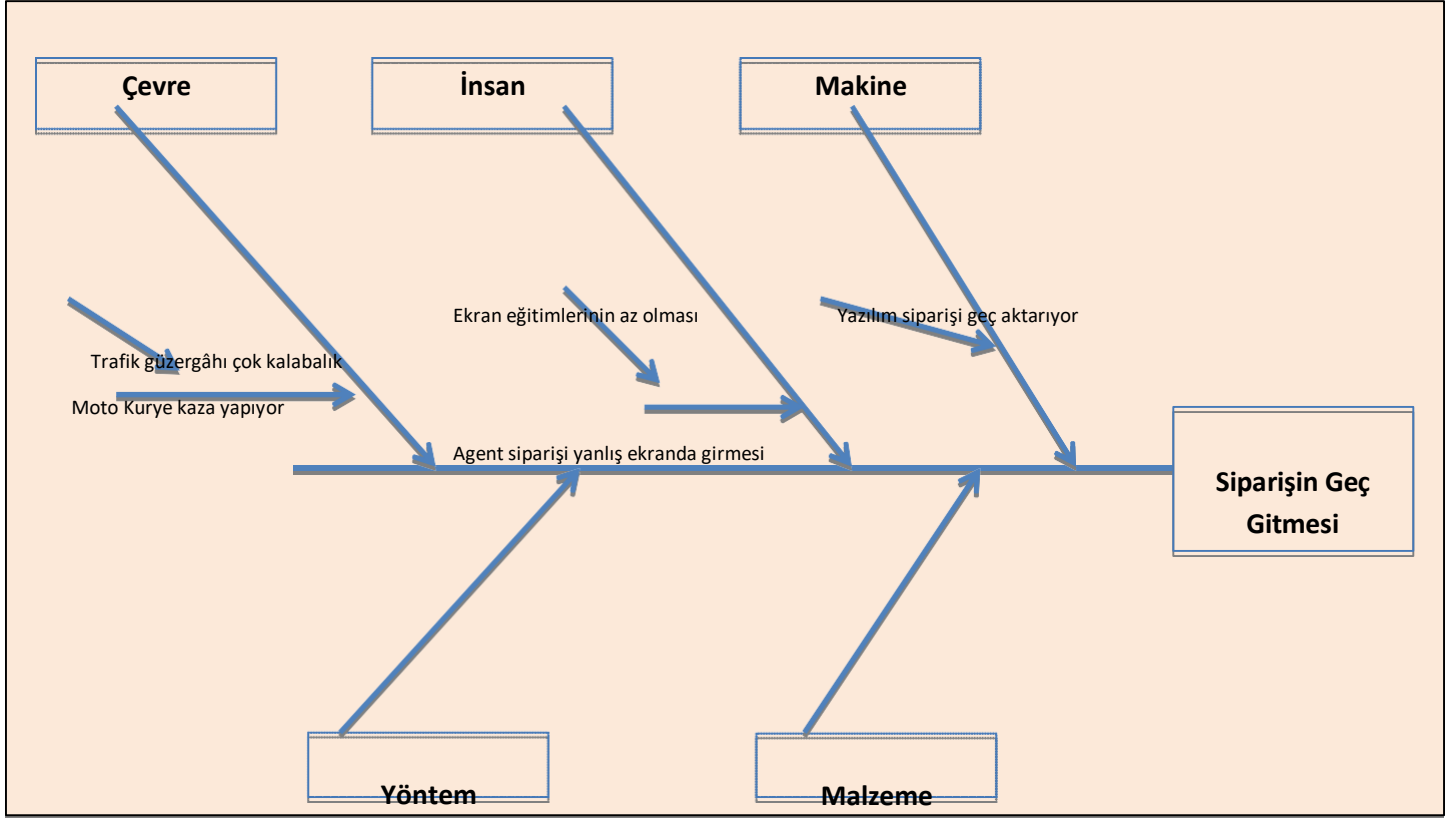 Çevre
İnsan
Makine
Ekran eğitimlerinin az olması
Yazılım siparişi geç aktarıyor
Trafik güzergâhı çok kalabalık
Moto Kurye kaza yapıyor
Agent siparişi yanlış ekranda girmesi
Siparişin Geç
Gitmesi
Yöntem
Malzeme